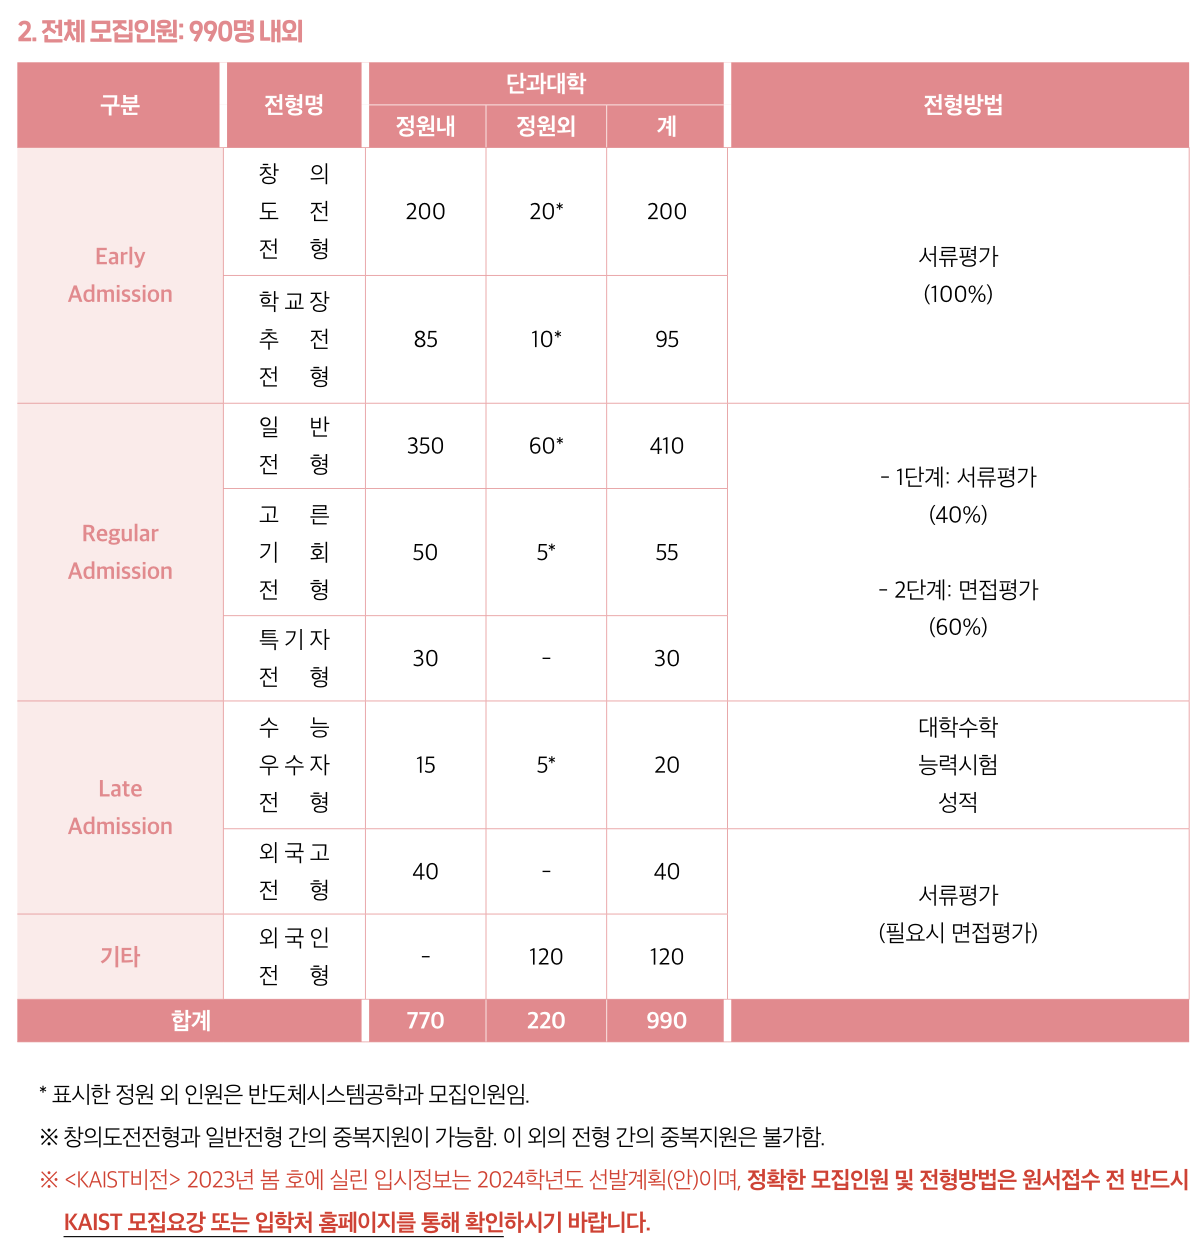 2. 전체 모집인원: 990명 내외
구분 전형명 단과대학 전형방법
정원내 정원외 계
Early
Admission
창 의
도 전
전 형
200 20* 200
서류평가
(100%)
학교장
추 전
전 형
85 10* 95
Regular
Admission
일 반
전 형
350 60* 410
- 1단계: 서류평가
(40%)
- 2단계: 면접평가
(60%)
고 른
기 회
전 형
50 5* 55
특기자
전 형
30 - 30
Late
Admission
수 능
우수자
전 형
15 5* 20
대학수학
능력시험
성적
외국고
전 형
40 - 40
서류평가
(필요시 면접평가)
기타
외국인
전 형
- 120 120
합계 770 220 990
* 표시한 정원 외 인원은 반도체시스템공학과 모집인원임.
※ 창의도전전형과 일반전형 간의 중복지원이 가능함. 이 외의 전형 간의 중복지원은 불가함.
※ <KAIST비전> 2023년 봄 호에 실린 입시정보는 2024학년도 선발계획(안)이며, 정확한 모집인원 및 전형방법은 원서접수 전 반드시
KAIST 모집요강 또는 입학처 홈페이지를 통해 확인하시기 바랍니다.